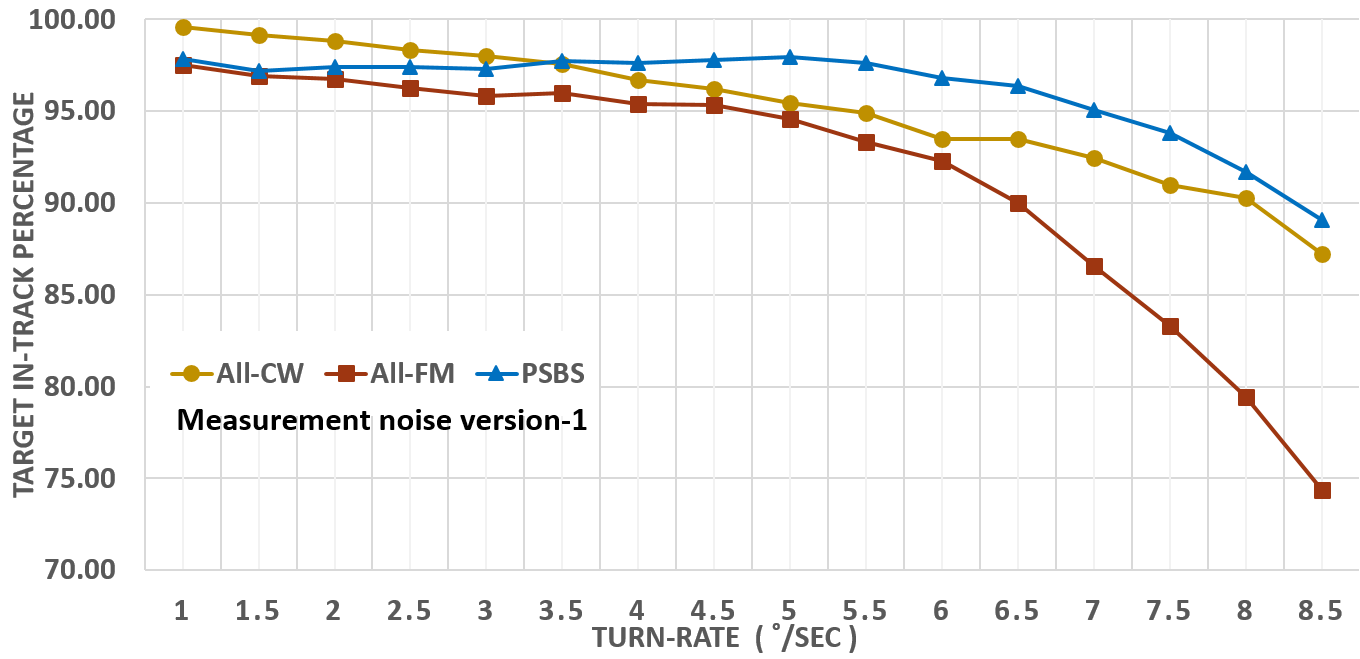 TARGET IN-TRACK PERCENTAGE
100.00
95.00
90.00
85.00
80.00
75.00
70.00
All-CW All-FM PSBS
Measurement noise version-1
1 1.5 2 2.5 3 3.5 4 4.5 5 5.5 6 6.5 7 7.5 8 8.5
TURN-RATE ( °/SEC )